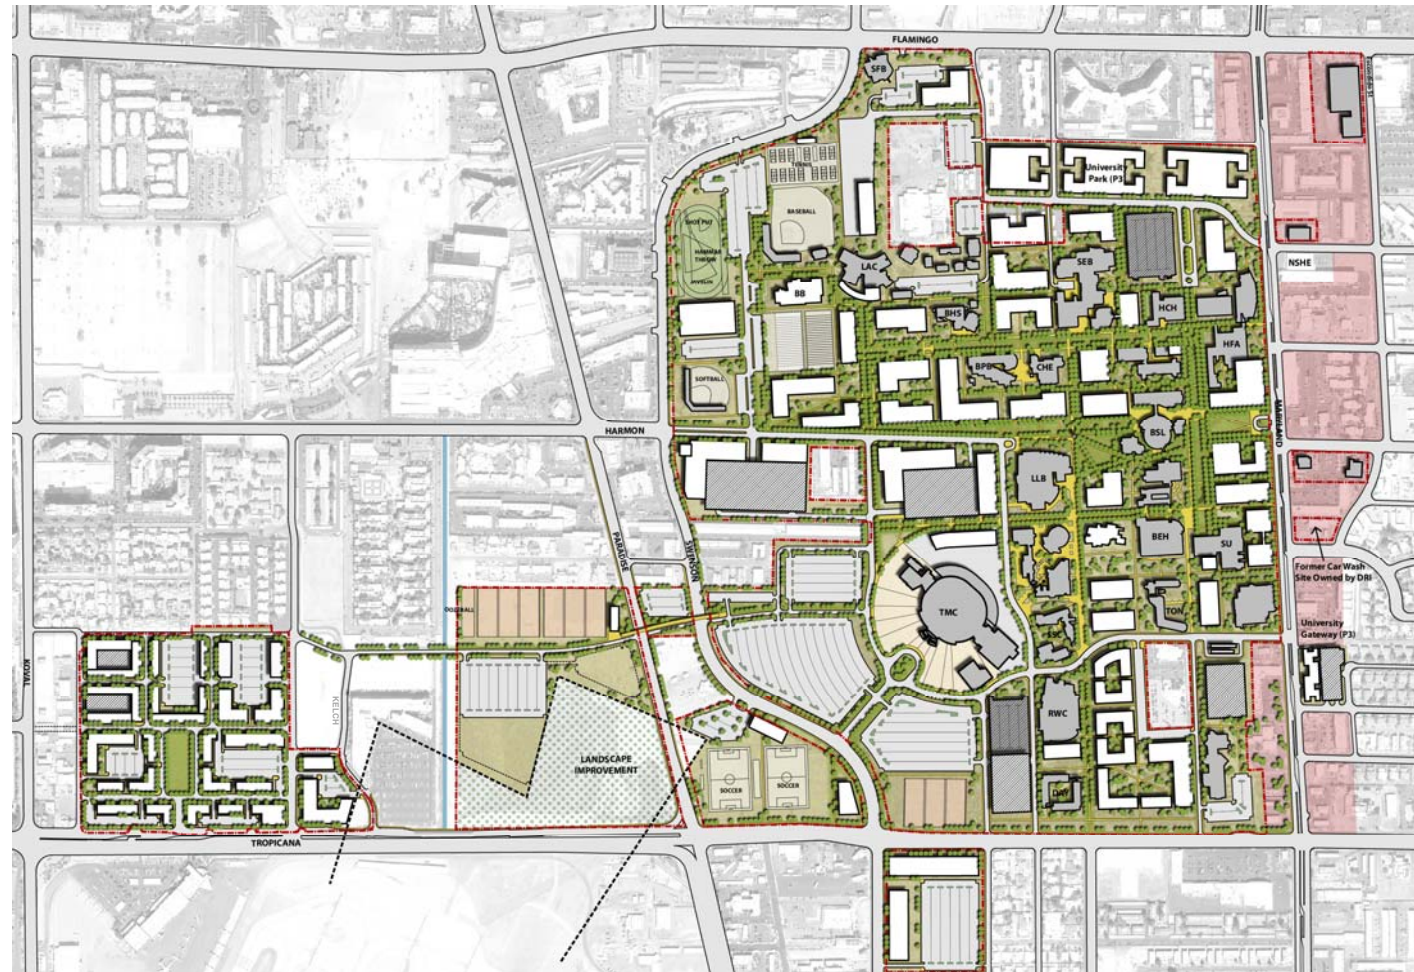 FLAMINGO
SFB
TENNIS
University
Park (P3)
BASEBALL
SHOT PUT
HAMMER
THROW
JAVELIN
LAC
SEB
NSHE
BB
BHS
HCH
HFA
BPB
CHE
SOFTBALL
HARMON
MARYLAND
BSL
LLB
PARADISE
SWENSON
BEH
SU
Former Car Wash
Site Owned by DRI
TMC
TON
University
Gateway (P3)
KOVAL
KELCH
RWC
LANDSCAPE
IMPROVEMENT
SOCCER
SOCCER
DAY
TROPICANA